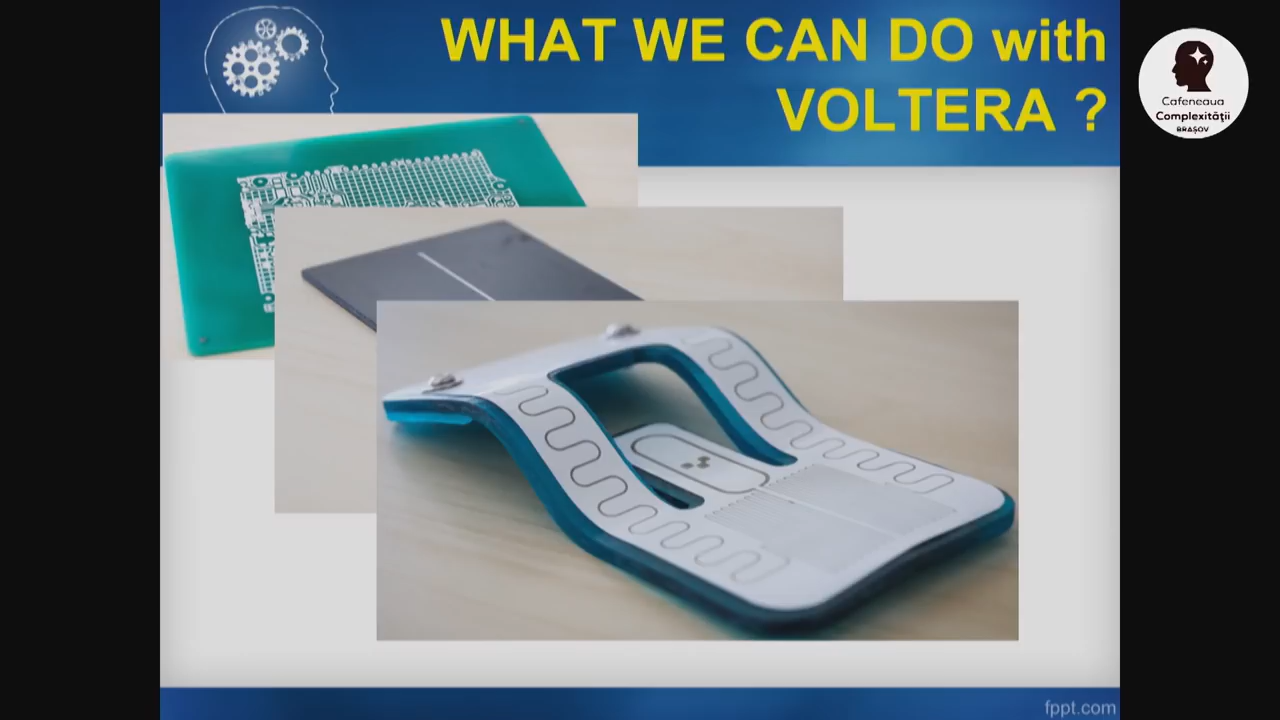 WHAT WE CAN DO with
VOLTERA ?
Cafeneaua
Complexității
BRAȘOV
fppt.com